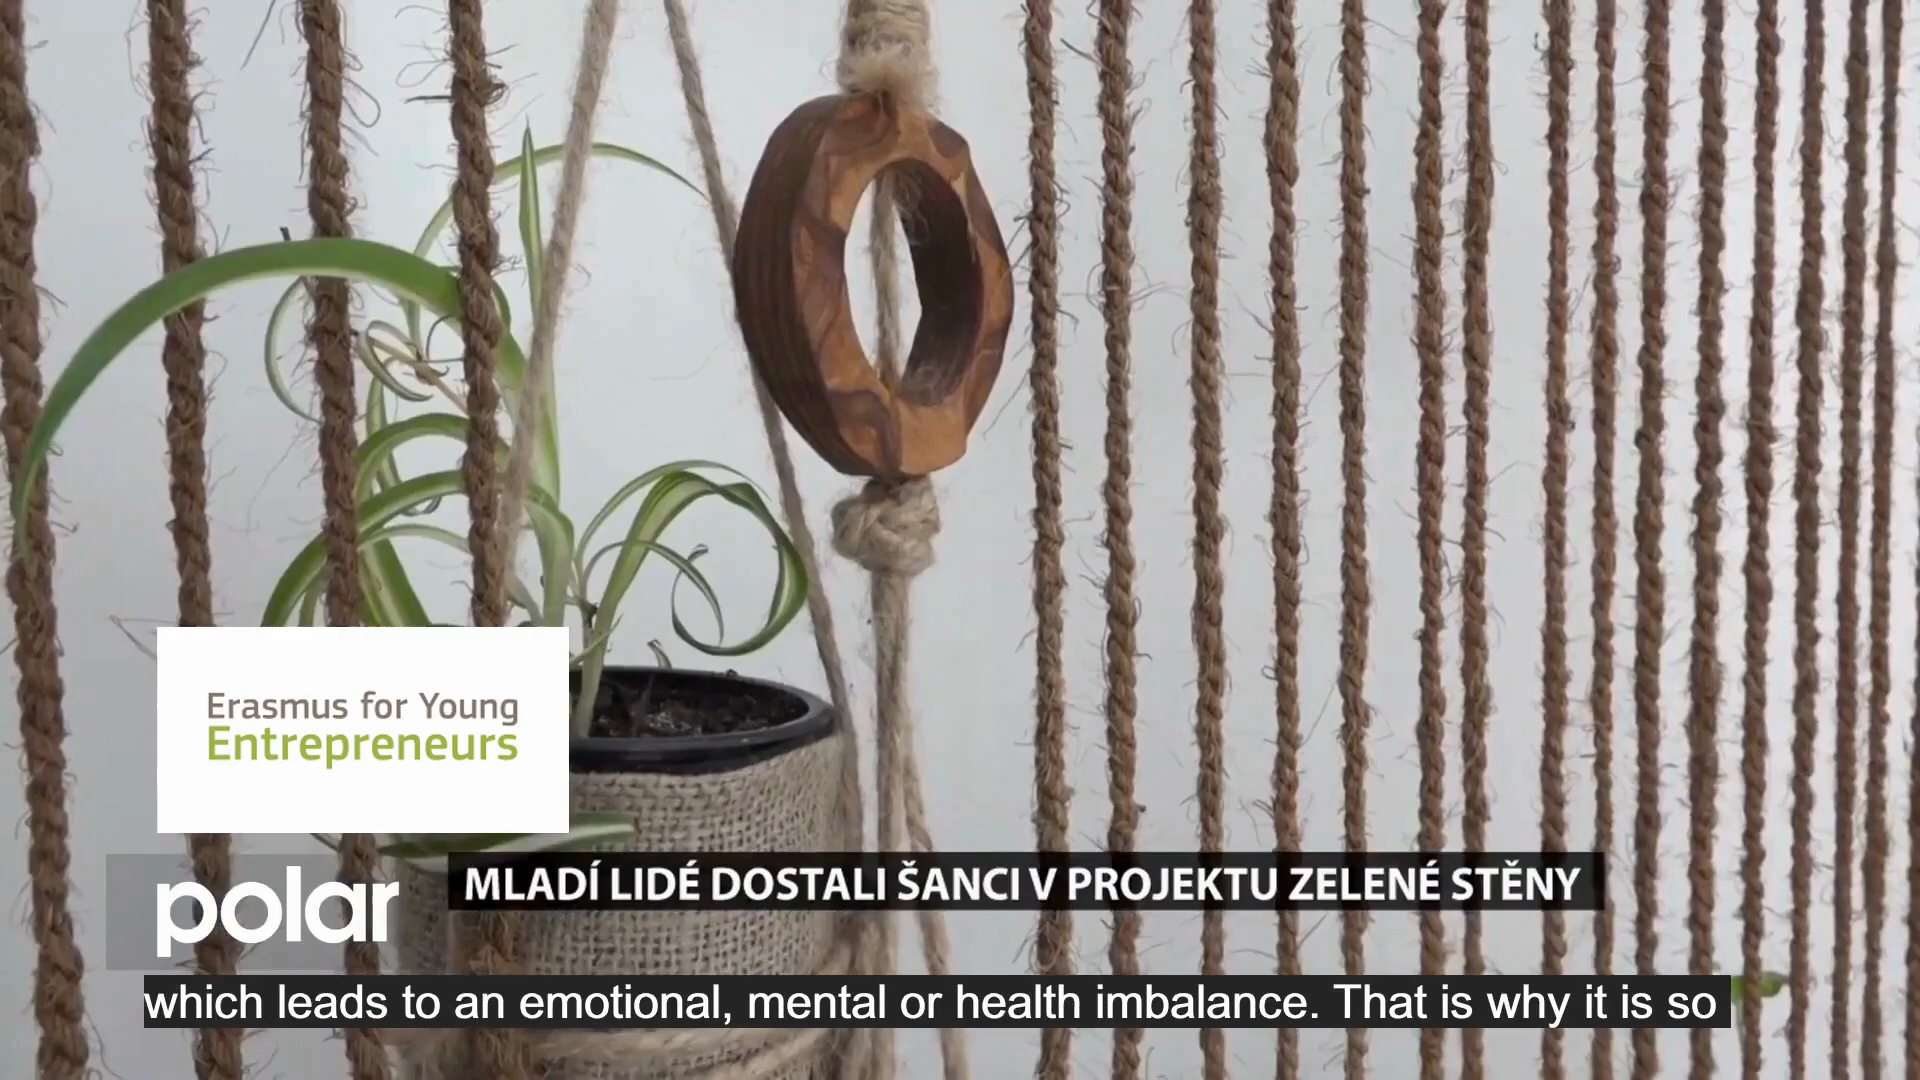 Erasmus for Young
Entrepreneurs
polar
MLADÍ LIDÉ DOSTALI ŠANCI V PROJEKTU ZELENÉ STĚNY
which leads to an emotional, mental or health imbalance. That is why it is so